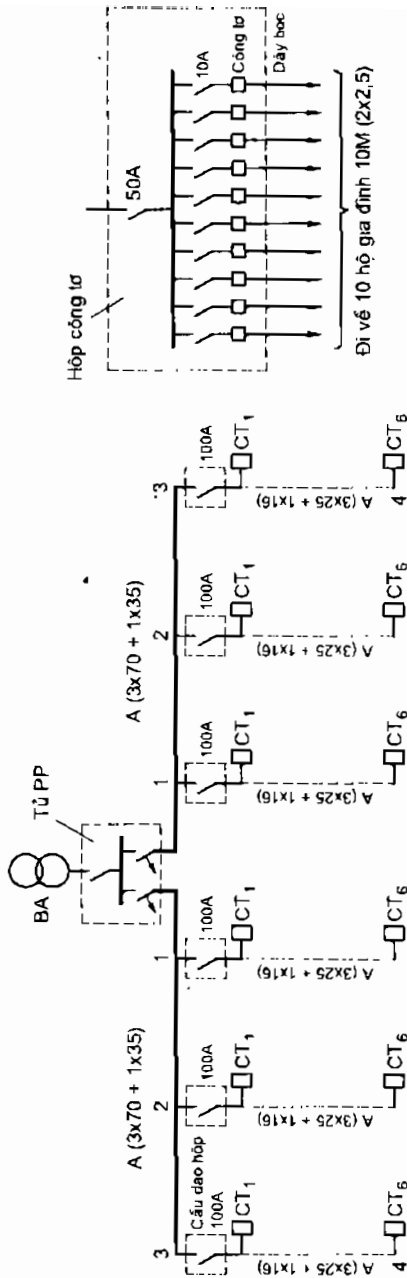 BA
Tủ PP
A (3x70 + 1x35)
A (3x70 + 1x35)
3
2
1
1
2
3
Cầu dao hộp
100A
100A
100A
100A
100A
100A
CT1
CT1
CT1
CT1
CT1
CT1
A (3x25 + 1x16)
A (3x25 + 1x16)
A (3x25 + 1x16)
A (3x25 + 1x16)
A (3x25 + 1x16)
A (3x25 + 1x16)
4
CT6
CT6
CT6
CT6
CT6
4
CT6
Hôp công tơ
50A
10A
Công tơ
Dây bọc
Đi về 10 hộ gia đình 10M (2x2,5)